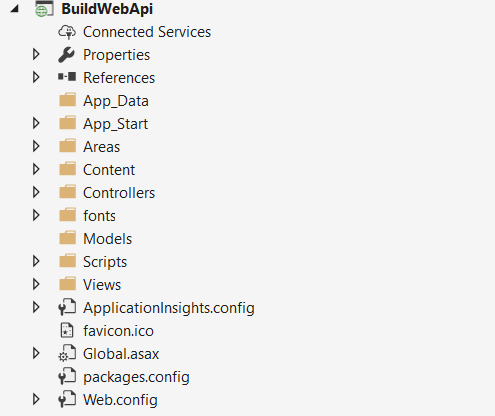 BuildWebApi
Connected Services
Properties
References
App_Data
App_Start
Areas
Content
Controllers
fonts
Models
Scripts
Views
ApplicationInsights.config
favicon.ico
Global.asax
packages.config
Web.config